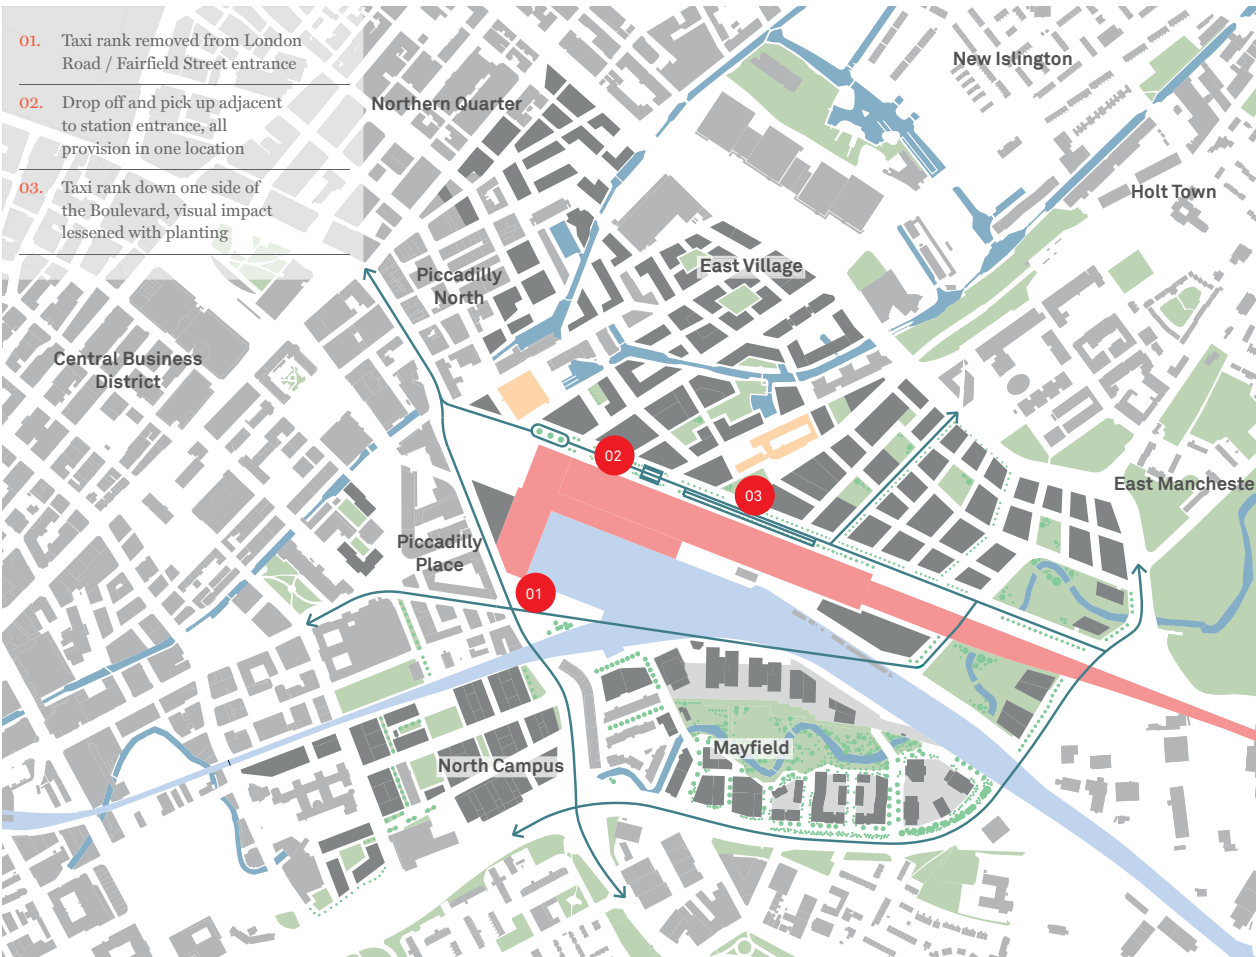 01. Taxi rank removed from London
Road / Fairfield Street entrance
02. Drop off and pick up adjacent
to station entrance, all
provision in one location
03. Taxi rank down one side of
the Boulevard, visual impact
lessened with planting
New Islington
Northern Quarter
Holt Town
East Village
Piccadilly
North
Central Business
District
02
East Mancheste
03
Piccadilly
Place
01
Mayfield
North Campus